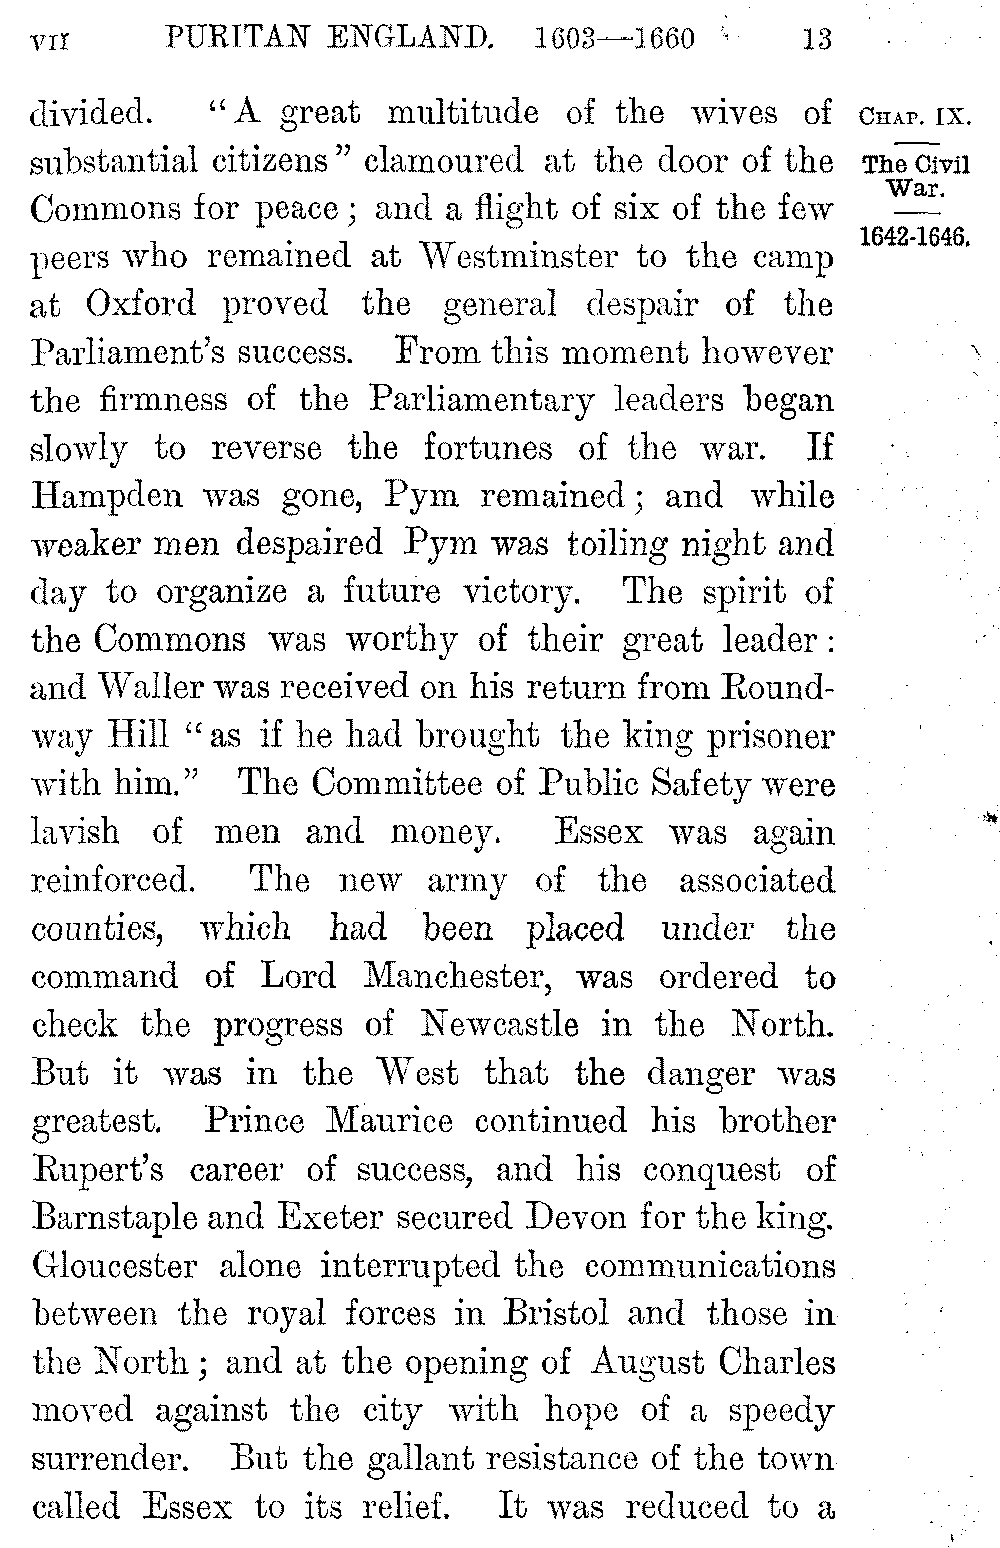 VII PURITAN ENGLAND. 1603—1660 13
divided. “A great multitude of the wives of
substantial citizens” clamoured at the door of the
Commons for peace; and a flight of six of the few
peers who remained at Westminster to the camp
at Oxford proved the general despair of the
Parliament's success. From this moment however
the firmness of the Parliamentary leaders began
slowly to reverse the fortunes of the war. If
Hampden was gone, Pym remained; and while
weaker men despaired Pym was toiling night and
day to organize a future victory. The spirit of
the Commons was worthy of their great leader:
and Waller was received on his return from Round-
way Hill “as if he had brought the king prisoner
with him.” The Committee of Public Safety were
lavish of men and money. Essex was again
reinforced. The new army of the associated
counties, which had been placed under the
command of Lord Manchester, was ordered to
check the progress of Newcastle in the North.
But it was in the West that the danger was
greatest. Prince Maurice continued his brother
Rupert's career of success, and his conquest of
Barnstaple and Exeter secured Devon for the king.
Gloucester alone interrupted the communications
between the royal forces in Bristol and those in
the North; and at the opening of August Charles
moved against the city with hope of a speedy
surrender. But the gallant resistance of the town
called Essex to its relief. It was reduced to a
CHAP. IX.
The Civil
War.
1642-1646.